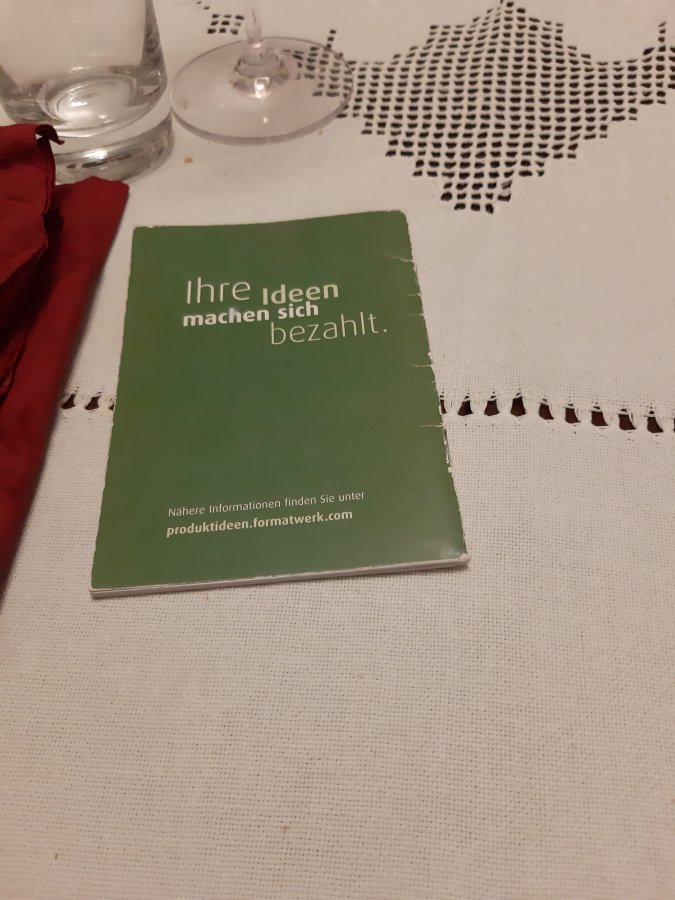 Ihre Ideen
machen sich
bezahlt.
Nähere Informationen finden Sie unter
produktideen.formatwerk.com